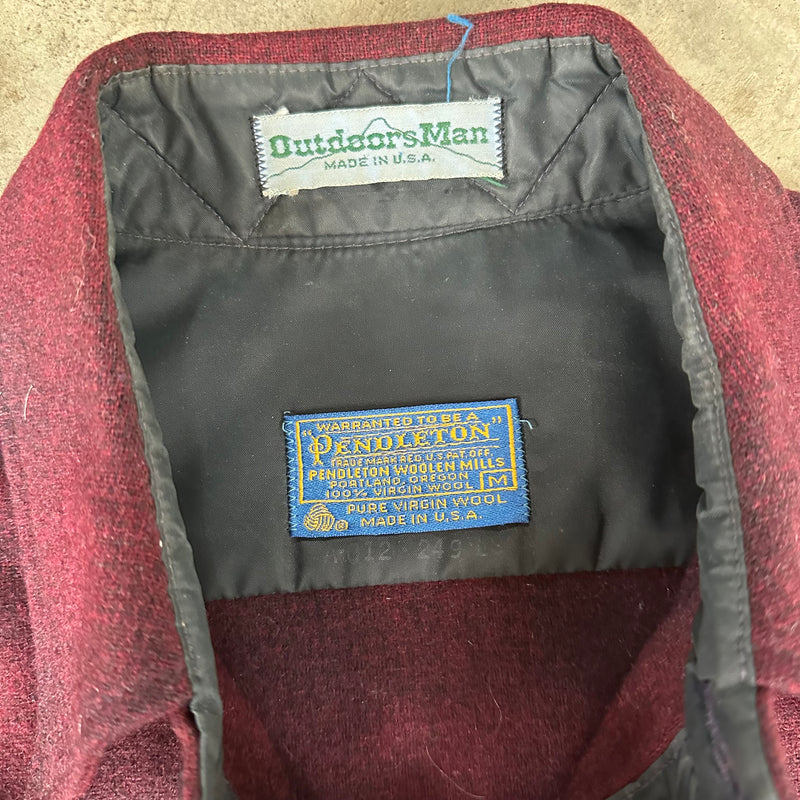 OutdoorsMan
MADE IN U.S.A.
WARRANTED TO BE A
"PENDLETON"
TRADE MARK REG. U.S. PAT. OFF.
PENDLETON WOOLEN MILLS
PORTLAND, OREGON
100% VIRGIN WOOL M
PURE VIRGIN WOOL
® MADE IN U.S.A.